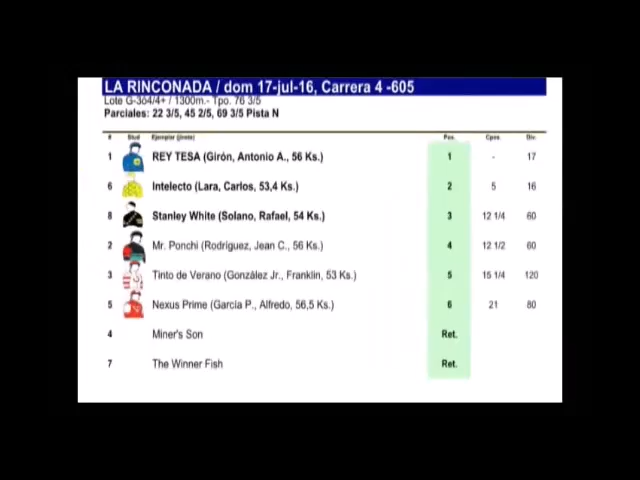 LA RINCONADA / dom 17-jul-16, Carrera 4 -605
Lote G-3o4/4+ / 1300m.- Tpo. 76 3/5
Parciales: 22 3/5, 45 2/5, 69 3/5 Pista N
# Stud Ejemplar (jinete) Pos. Cpos. Div.
1 REY TESA (Girón, Antonio A., 56 Ks.) 1 - 17
6 Intelecto (Lara, Carlos, 53,4 Ks.) 2 5 16
8 Stanley White (Solano, Rafael, 54 Ks.) 3 12 1/4 60
2 Mr. Ponchi (Rodríguez, Jean C., 56 Ks.) 4 12 1/2 60
3 Tinto de Verano (González Jr., Franklin, 53 Ks.) 5 15 1/4 120
5 Nexus Prime (García P., Alfredo, 56,5 Ks.) 6 21 80
4 Miner's Son Ret.
7 The Winner Fish Ret.